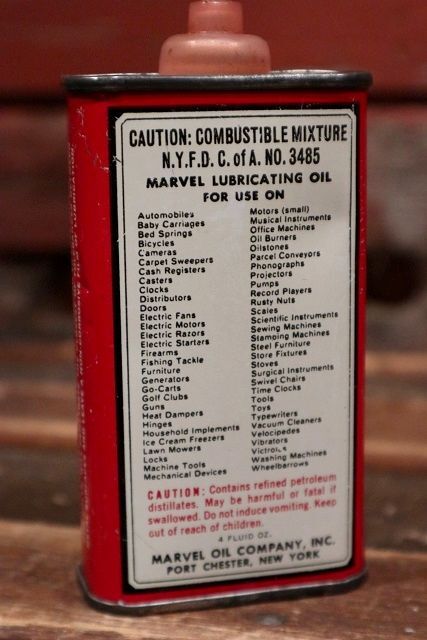 CAUTION: COMBUSTIBLE MIXTURE
N.Y.F.D. C. of A. NO. 3485
MARVEL LUBRICATING OIL
FOR USE ON
Automobiles
Baby Carriages
Bed Springs
Bicycles
Cameras
Carpet Sweepers
Cash Registers
Casters
Clocks
Distributors
Doors
Electric Fans
Electric Motors
Electric Razors
Electric Starters
Firearms
Fishing Tackle
Furniture
Generators
Go-Carts
Golf Clubs
Guns
Heat Dampers
Hinges
Household Implements
Ice Cream Freezers
Lawn Mowers
Locks
Machine Tools
Mechanical Devices
Motors (small)
Musical Instruments
Office Machines
Oil Burners
Oilstones
Parcel Conveyors
Phonographs
Projectors
Pumps
Record Players
Rusty Nuts
Scales
Scientific Instruments
Sewing Machines
Stamping Machines
Steel Furniture
Store Fixtures
Stoves
Surgical Instruments
Swivel Chairs
Time Clocks
Tools
Toys
Typewriters
Vacuum Cleaners
Velocipedes
Vibrators
Victrolas
Washing Machines
Wheelbarrows
CAUTION: Contains refined petroleum
distillates. May be harmful or fatal if
swallowed. Do not induce vomiting. Keep
out of reach of children.
4 FLUID OZ.
MARVEL OIL COMPANY, INC.
PORT CHESTER, NEW YORK